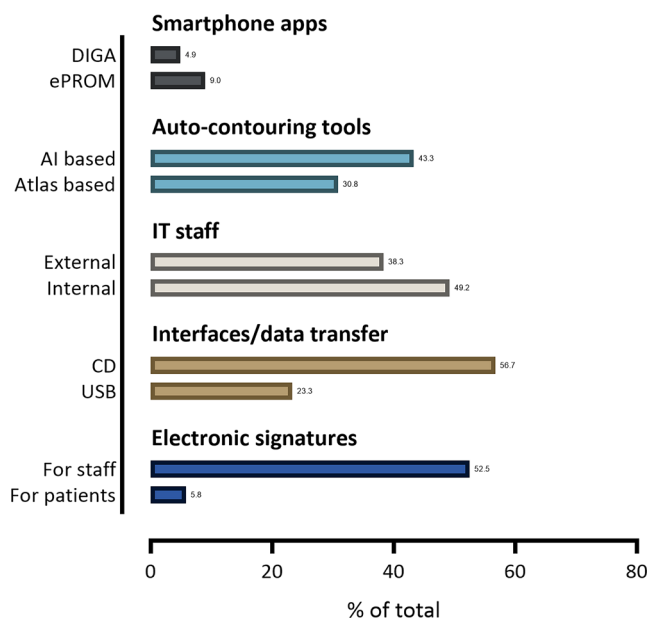 Smartphone apps
DIGA 4.9
ePROM 9.0
Auto-contouring tools
AI based 43.3
Atlas based 30.8
IT staff
External 38.3
Internal 49.2
Interfaces/data transfer
CD 56.7
USB 23.3
Electronic signatures
For staff 52.5
For patients 5.8
0 20 40 60 80
% of total